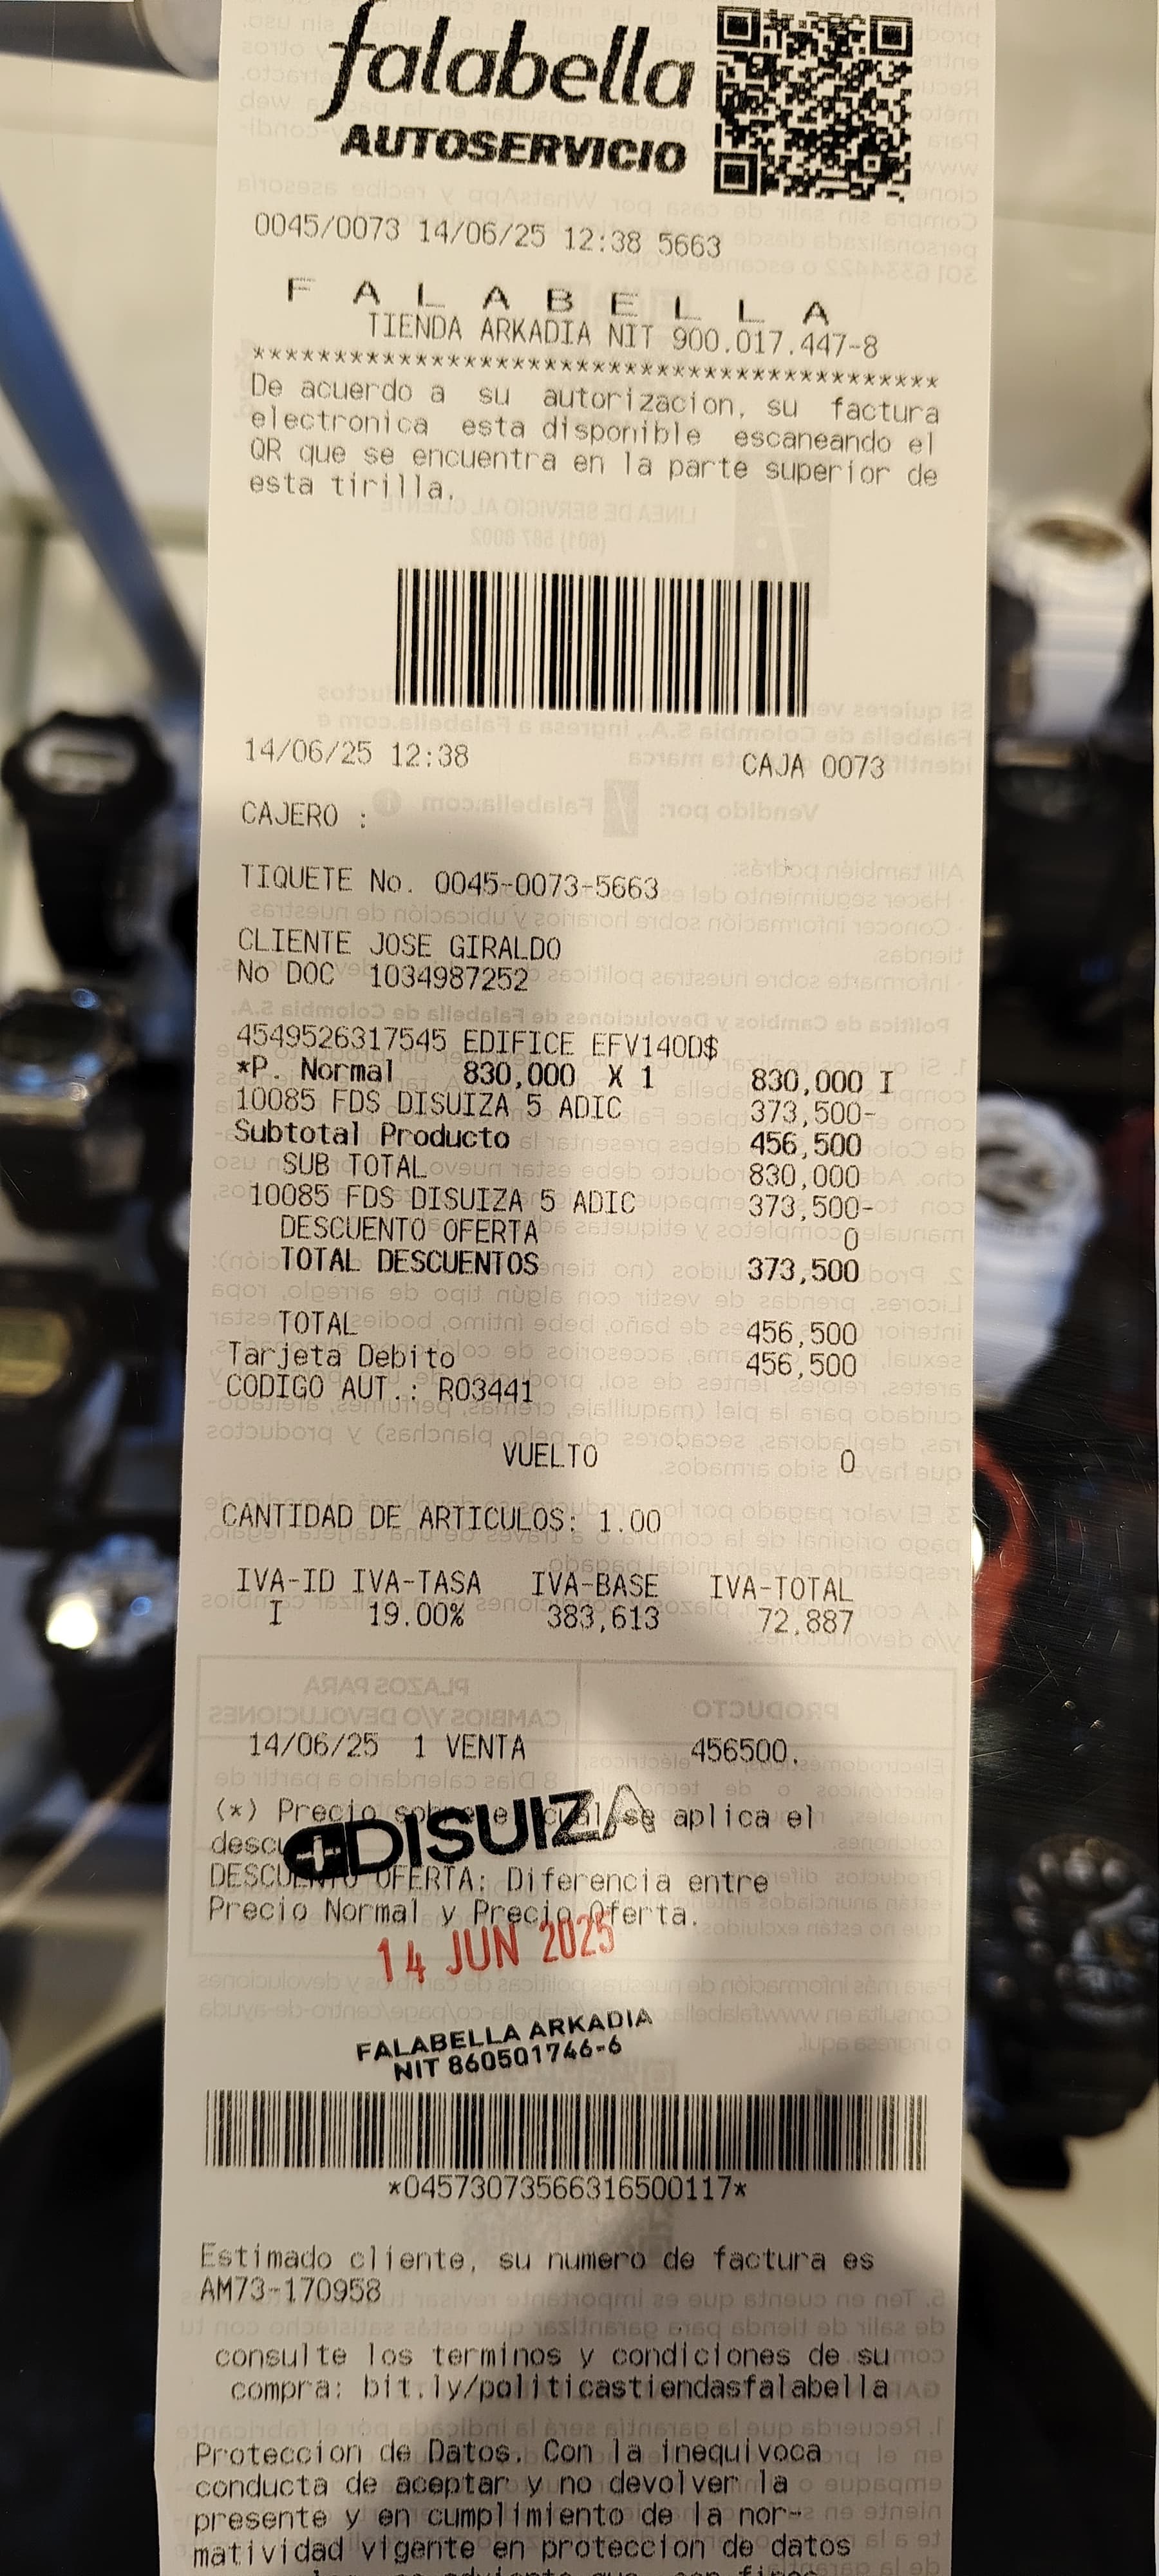 falabella
AUTOSERVICIO
0045/0073 14/06/25 12:38 5663
F A L A B E L L A
TIENDA ARKADIA NIT 900.017.447-8
*******************************************
De acuerdo a su autorizacion, su factura
electronica esta disponible escaneando el
QR que se encuentra en la parte superior de
esta tirilla.
14/06/25 12:38 CAJA 0073
CAJERO :
TIQUETE No. 0045-0073-5663
CLIENTE JOSE GIRALDO
No DOC 1034987252
4549526317545 EDIFICE EFV140D$
*P. Normal 830,000 X 1 830,000 I
10085 FDS DISUIZA 5 ADIC 373,500-
Subtotal Producto 456,500
SUB TOTAL 830,000
10085 FDS DISUIZA 5 ADIC 373,500-
DESCUENTO OFERTA 0
TOTAL DESCUENTOS 373,500
TOTAL 456,500
Tarjeta Debito 456,500
CODIGO AUT.: R03441
VUELTO 0
CANTIDAD DE ARTICULOS: 1.00
IVA-ID IVA-TASA IVA-BASE IVA-TOTAL
I 19.00% 383,613 72,887
14/06/25 1 VENTA 456500.
(*) Precio sobre el cual se aplica el
DISUIZA
DESCUENTO OFERTA: Diferencia entre
Precio Normal y Precio Oferta.
14 JUN 2025
FALABELLA ARKADIA
NIT 860501746-6
*04573073566316500117*
Estimado cliente, su numero de factura es
AM73-170958
consulte los terminos y condiciones de su
compra: bit.ly/politicastiendasfalabella
Proteccion de Datos. Con la inequivoca
conducta de aceptar y no devolver la
presente y en cumplimiento de la nor-
matividad vigente en proteccion de datos